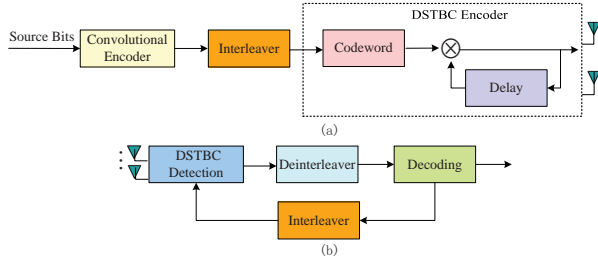 DSTBC Encoder
Source Bits
Convolutional
Encoder
Interleaver
Codeword
Delay
(a)
DSTBC
Detection
Deinterleaver
Decoding
Interleaver
(b)